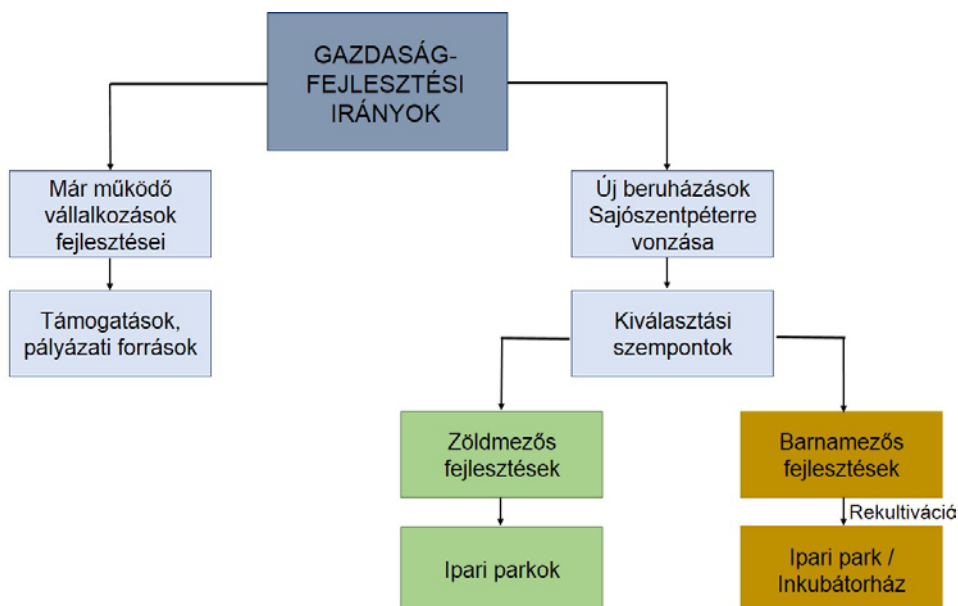 GAZDASÁG-
FEJLESZTÉSI
IRÁNYOK
Már működő
vállalkozások
fejlesztései
Új beruházások
Sajószentpéterre
vonzása
Támogatások,
pályázati források
Kiválasztási
szempontok
Zöldmezős
fejlesztések
Barnamezős
fejlesztések
Rekultiváció
Ipari parkok
Ipari park /
Inkubátorház